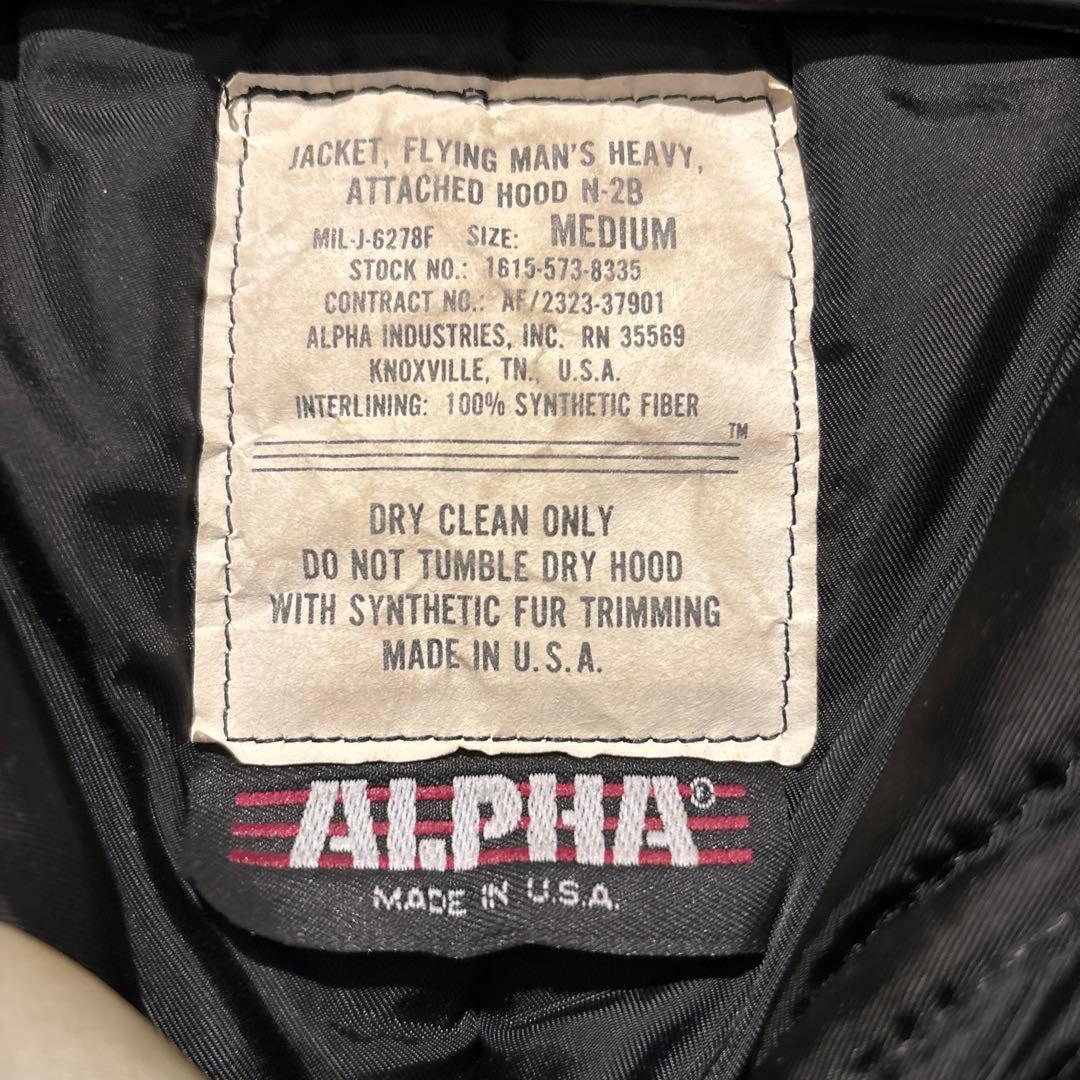 JACKET, FLYING MAN'S HEAVY,
ATTACHED HOOD N-2B
MIL-J-6278F SIZE: MEDIUM
STOCK NO.: 1615-573-8335
CONTRACT NO.: AF/2323-37901
ALPHA INDUSTRIES, INC. RN 35569
KNOXVILLE, TN., U.S.A.
INTERLINING: 100% SYNTHETIC FIBER
TM
DRY CLEAN ONLY
DO NOT TUMBLE DRY HOOD
WITH SYNTHETIC FUR TRIMMING
MADE IN U.S.A.
ALPHA®
MADE IN U.S.A.